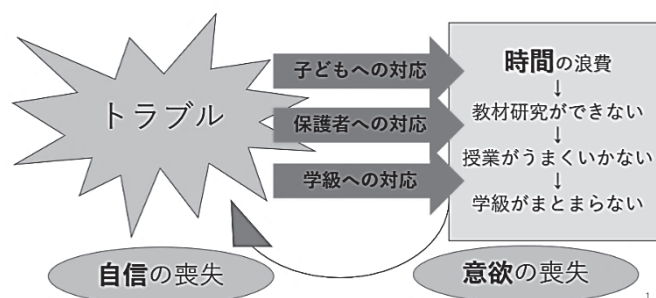 トラブル
子どもへの対応
保護者への対応
学級への対応
時間の浪費
↓
教材研究ができない
↓
授業がうまくいかない
↓
学級がまとまらない
自信の喪失
意欲の喪失
1